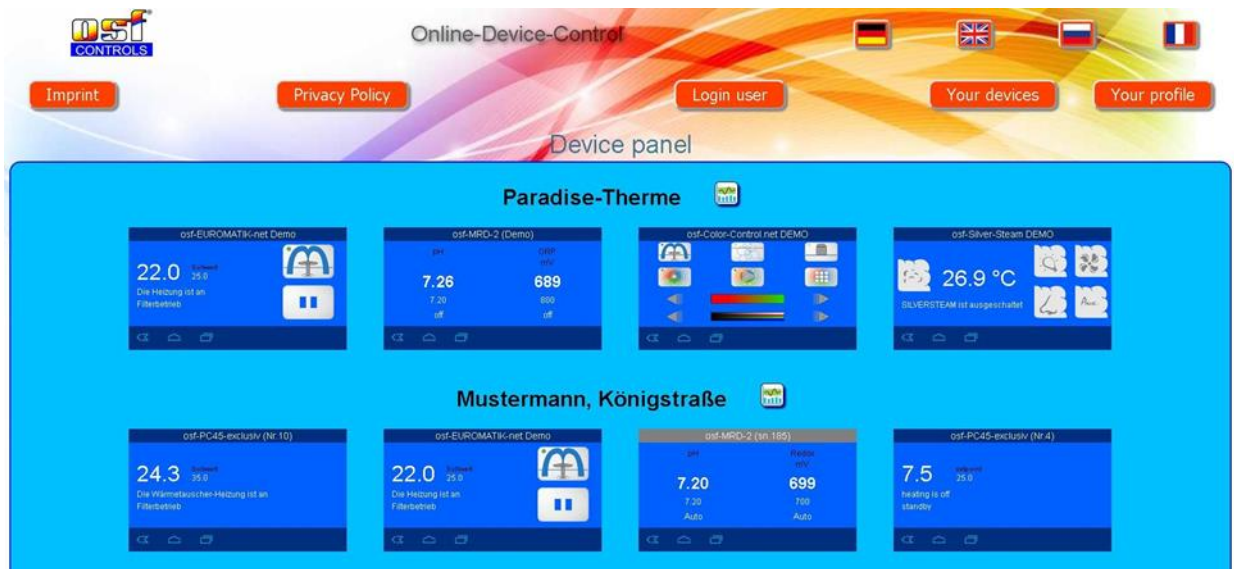 osf
CONTROLS
Online-Device-Control
Imprint
Privacy Policy
Login user
Your devices
Your profile
Device panel
Paradise-Therme
osf-EUROMATIK-net Demo
22.0
25.0
Die Heizung ist an
Filterbetrieb
osf-MRD-2 (Demo)
pH
ORP
mV
7.26
689
7.20
800
off
off
osf-Color-Control.net DEMO
osf-Silver-Steam DEMO
26.9 °C
SILVERSTEAM ist ausgeschaltet
Mustermann, Königstraße
osf-PC45-exclusiv (Nr.10)
24.3
35.0
Die Wärmetauscher-Heizung ist an
Filterbetrieb
osf-EUROMATIK-net Demo
22.0
25.0
Die Heizung ist an
Filterbetrieb
osf-MRD-2 (sn.185)
pH
Redox
mV
7.20
699
7.20
700
Auto
Auto
osf-PC45-exclusiv (Nr.4)
7.5
setpoint
25.0
heating is off
standby